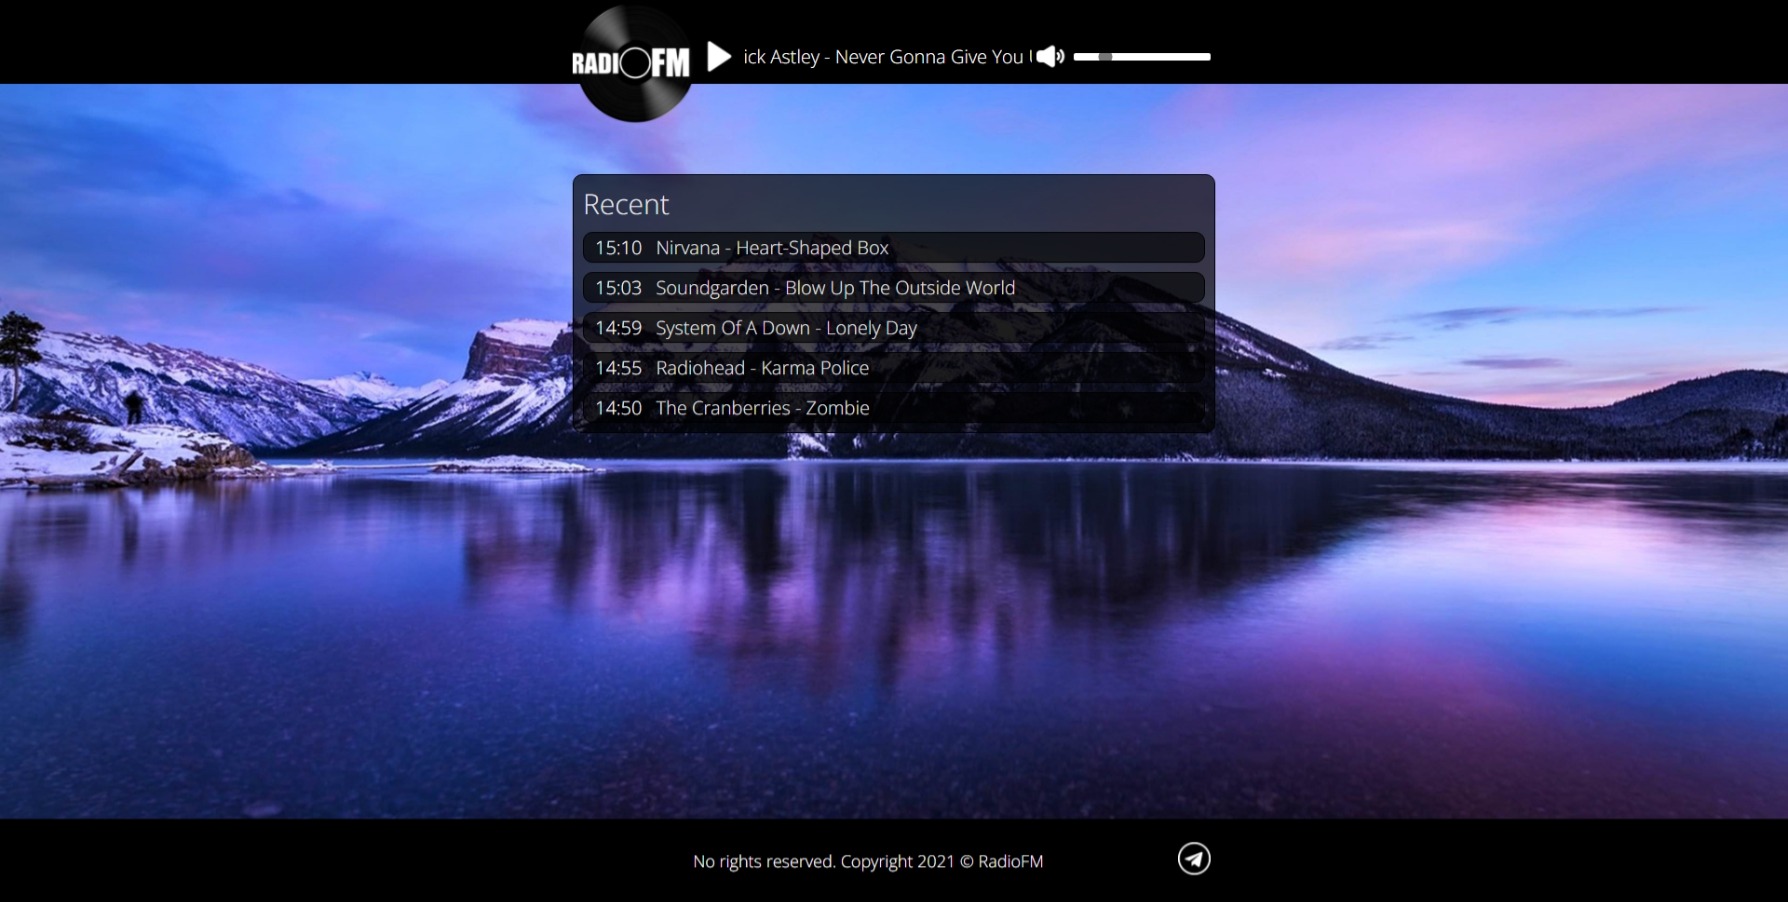 RADIOFM
ick Astley - Never Gonna Give You
Recent
15:10 Nirvana - Heart-Shaped Box
15:03 Soundgarden - Blow Up The Outside World
14:59 System Of A Down - Lonely Day
14:55 Radiohead - Karma Police
14:50 The Cranberries - Zombie
No rights reserved. Copyright 2021 © RadioFM